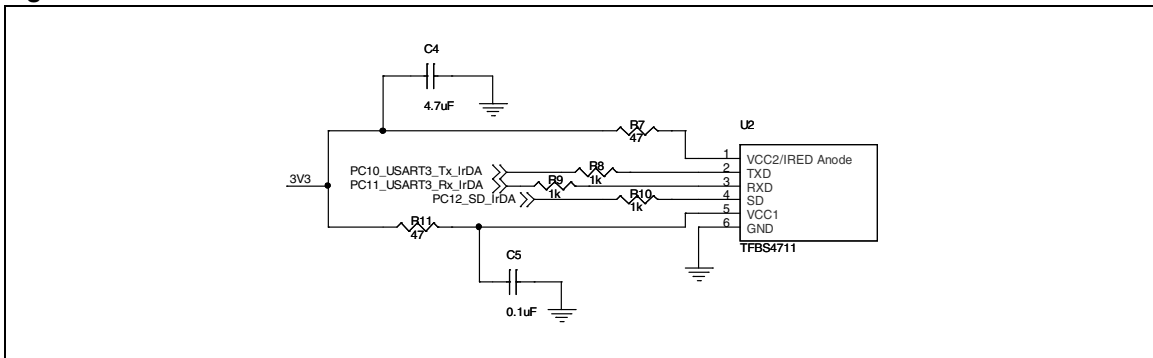 C4
4.7uF
R7
47
U2
1
VCC2/IRED Anode
PC10_USART3_Tx_IrDA
R8
1k
2
TXD
PC11_USART3_Rx_IrDA
R9
1k
3
RXD
3V3
PC12_SD_IrDA
R10
1k
4
SD
5
VCC1
R11
47
6
GND
TFBS4711
C5
0.1uF